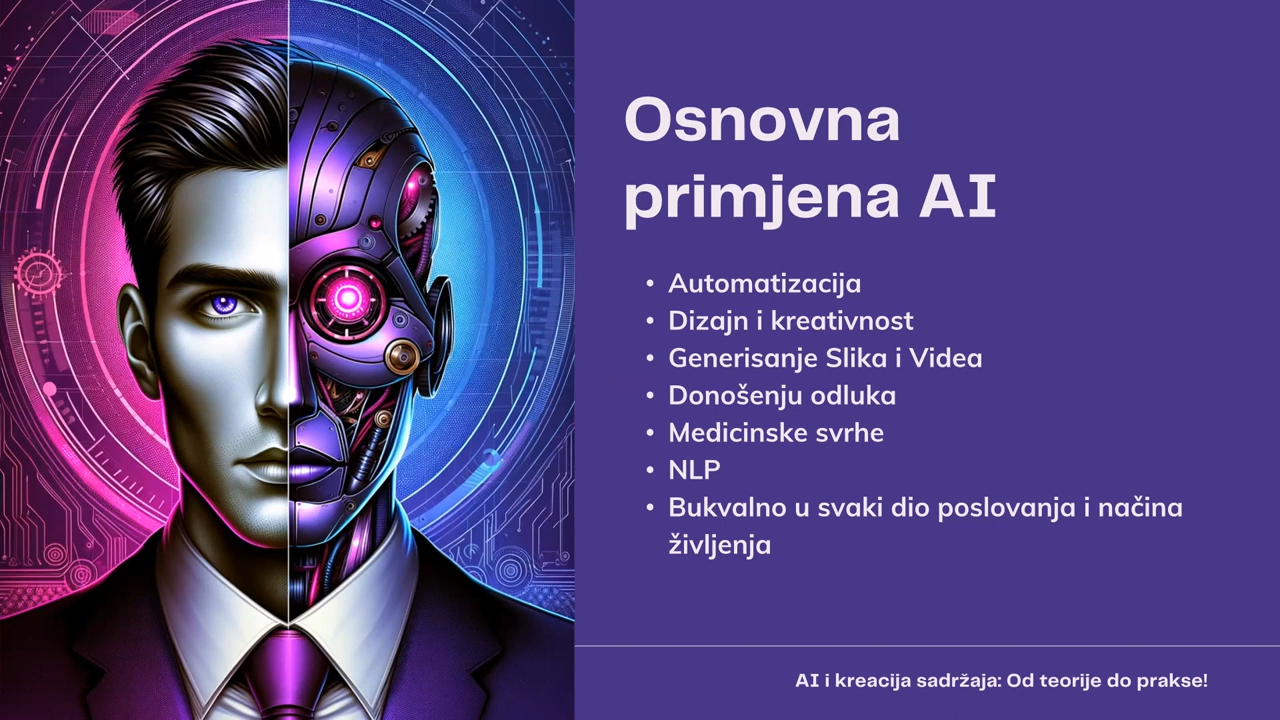 Osnovna
primjena AI
• Automatizacija
• Dizajn i kreativnost
• Generisanje Slika i Videa
• Donošenju odluka
• Medicinske svrhe
• NLP
• Bukvalno u svaki dio poslovanja i načina
življenja
AI i kreacija sadržaja: Od teorije do prakse!